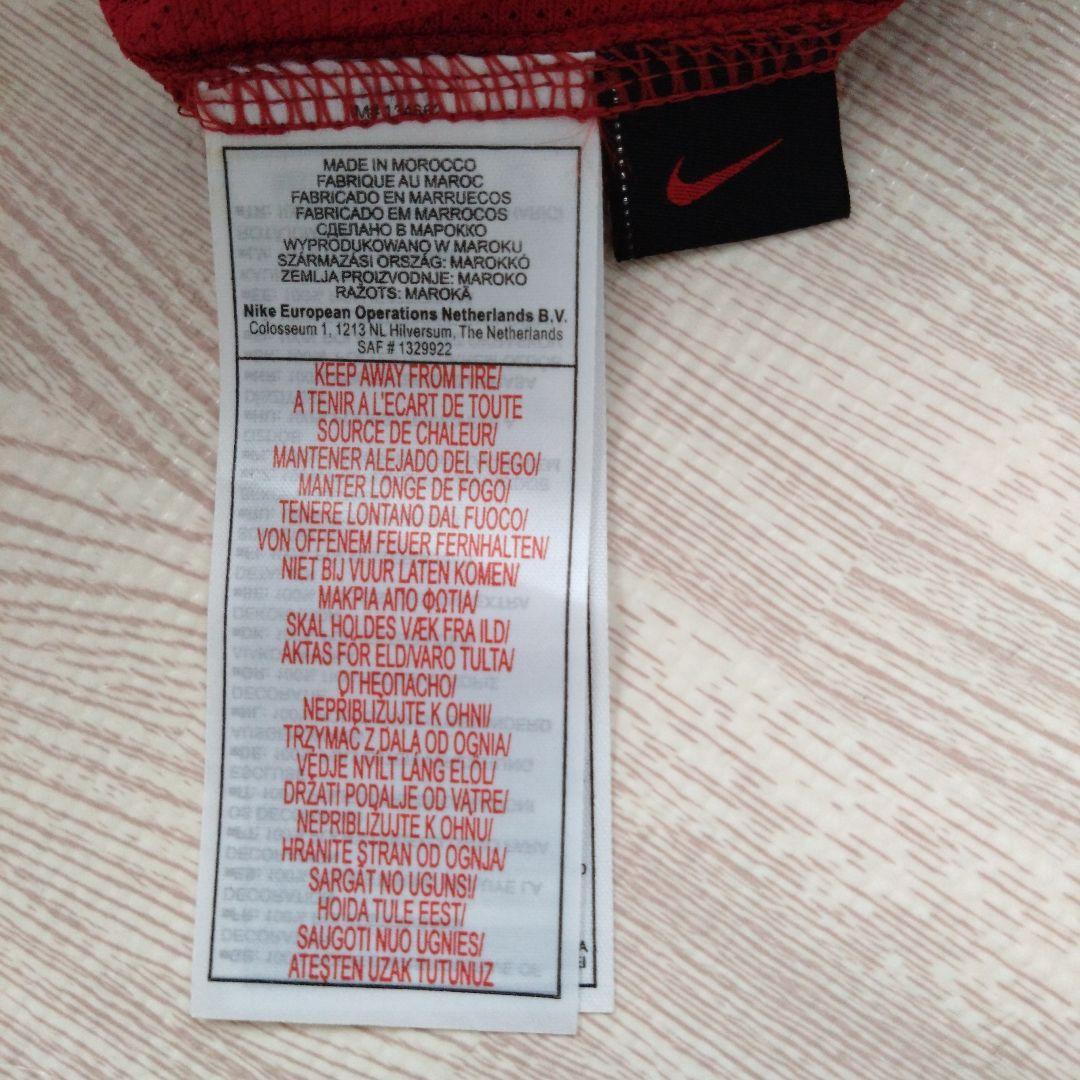 MADE IN MOROCCO
FABRIQUE AU MAROC
FABRICADO EN MARRUECOS
FABRICADO EM MARROCOS
СДЕЛАНО В МАРОККО
WYPRODUKOWANO W MAROKU
SZÁRMAZÁSI ORSZÁG: MAROKKÓ
ZEMLJA PROIZVODNJE: MAROKO
RAŽOTS: MAROKĀ
Nike European Operations Netherlands B.V.
Colosseum 1, 1213 NL Hilversum, The Netherlands
SAF # 1329922
KEEP AWAY FROM FIRE/
A TENIR A L'ECART DE TOUTE
SOURCE DE CHALEUR/
MANTENER ALEJADO DEL FUEGO/
MANTER LONGE DE FOGO/
TENERE LONTANO DAL FUOCO/
VON OFFENEM FEUER FERNHALTEN/
NIET BIJ VUUR LATEN KOMEN/
ΜΑΚΡΙΑ ΑΠΟ ΦΩΤΙΑ/
SKAL HOLDES VÆK FRA ILD/
AKTAS FÖR ELD/VARO TULTA/
ОГНЕОПАСНО/
NEPRIBLIŽUJTE K OHNI/
TRZYMAĆ Z DALA OD OGNIA/
VÉDJE NYÍLT LÁNG ELŐL/
DRŽATI PODALJE OD VATRE/
NEPRIBLIŽUJTE K OHŇU/
HRANITE STRAN OD OGNJA/
SARGĀT NO UGUNS!/
HOIDA TULE EEST/
SAUGOTI NUO UGNIES/
ATEŞTEN UZAK TUTUNUZ